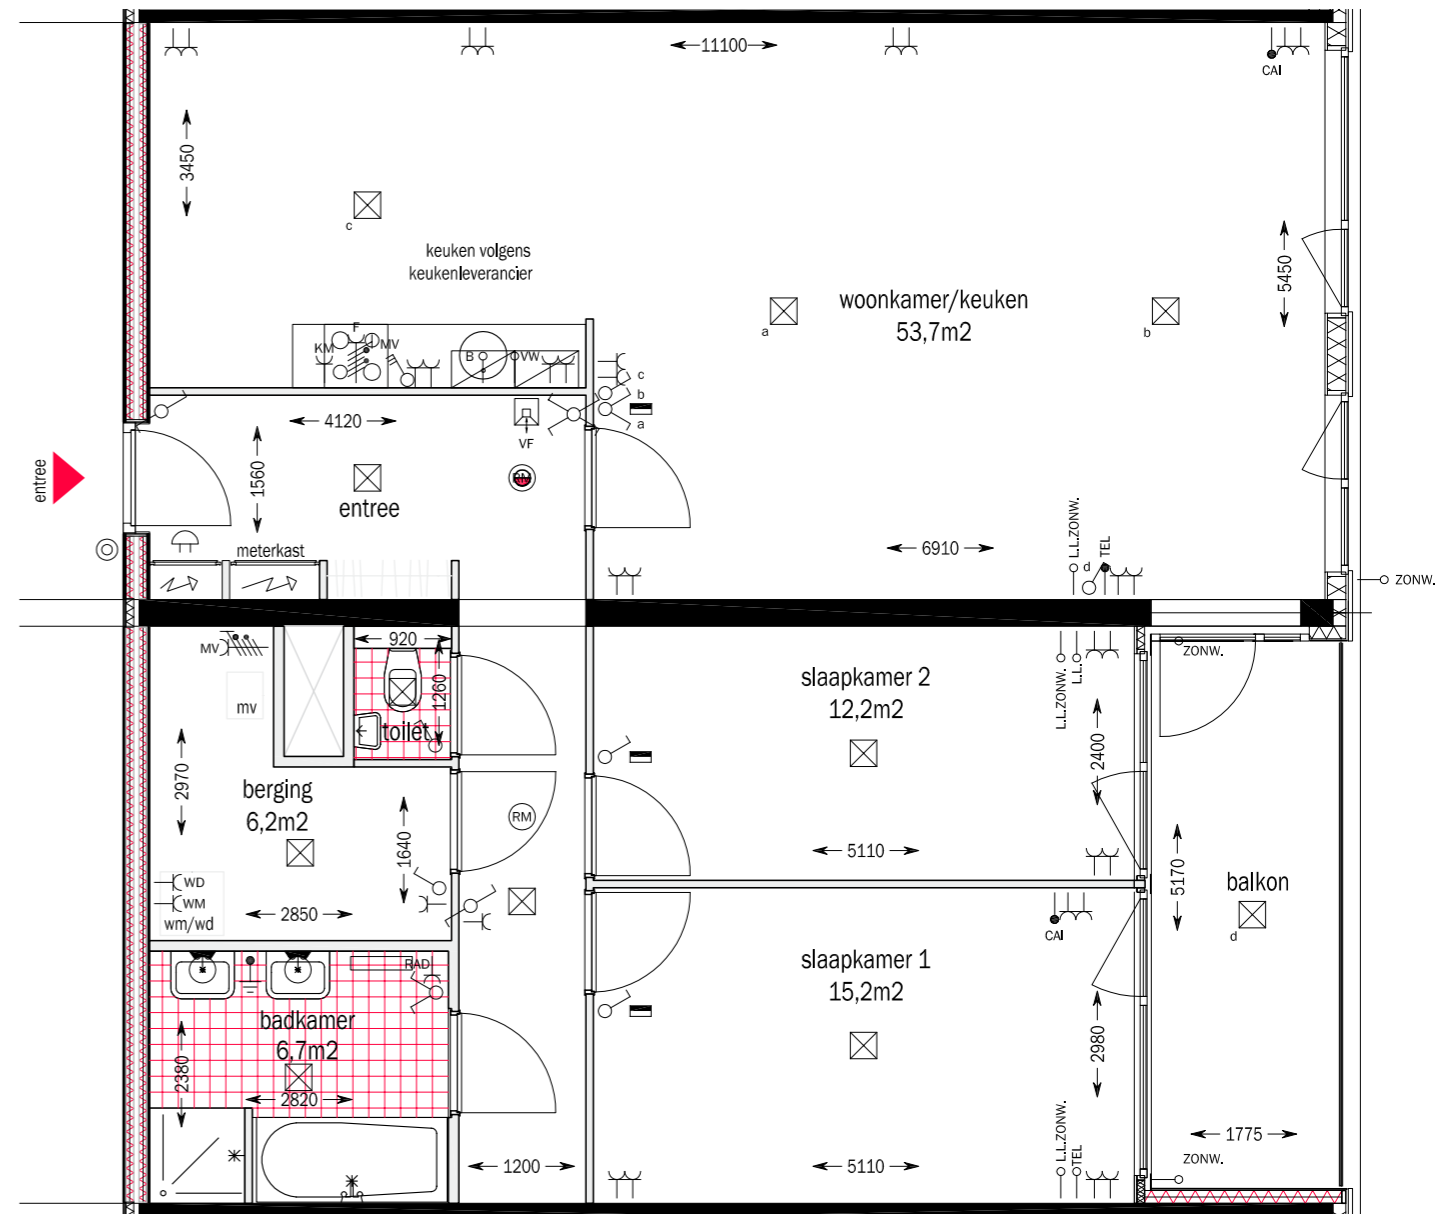 11100
CAI
3450
c
keuken volgens
keukenleverancier
5450
woonkamer/keuken
53,7m2
a
b
F
KM
MV
B
VW
c
b
a
4120
VF
1560
entree
RM
entree
meterkast
6910
L.L.ZONW.
d
TEL
ZONW.
MV
920
1260
toilet
mv
slaapkamer 2
12,2m2
L.L.ZONW.
L.L.
ZONW.
2400
2970
berging
6,2m2
1640
RM
5110
WD
WM
wm/wd
2850
5170
balkon
d
CAI
slaapkamer 1
15,2m2
RAD
badkamer
6,7m2
2380
2820
2980
L.L.ZONW.
TEL
1200
5110
1775
ZONW.